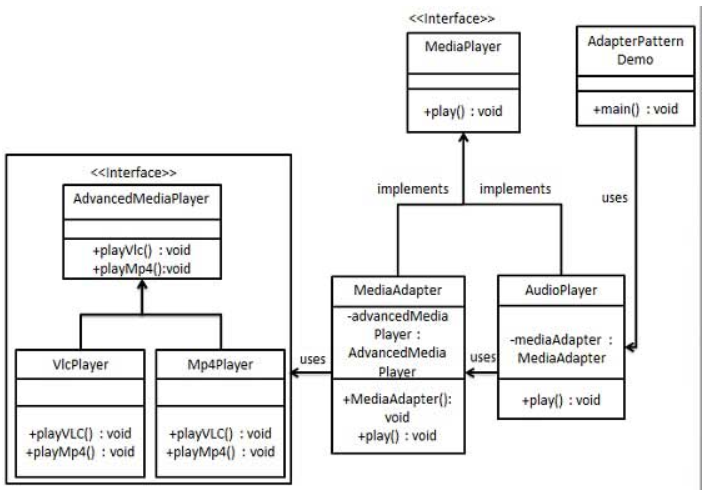 <<Interface>>
MediaPlayer
+play() : void
AdapterPattern
Demo
+main() : void
implements
implements
uses
<<Interface>>
AdvancedMediaPlayer
+playVlc() : void
+playMp4():void
VlcPlayer
+playVLC() : void
+playMp4() : void
Mp4Player
+playVLC() : void
+playMp4() : void
uses
MediaAdapter
-advancedMedia
Player :
AdvancedMedia
Player
+MediaAdapter():
void
+play() : void
uses
AudioPlayer
-mediaAdapter :
MediaAdapter
+play() : void